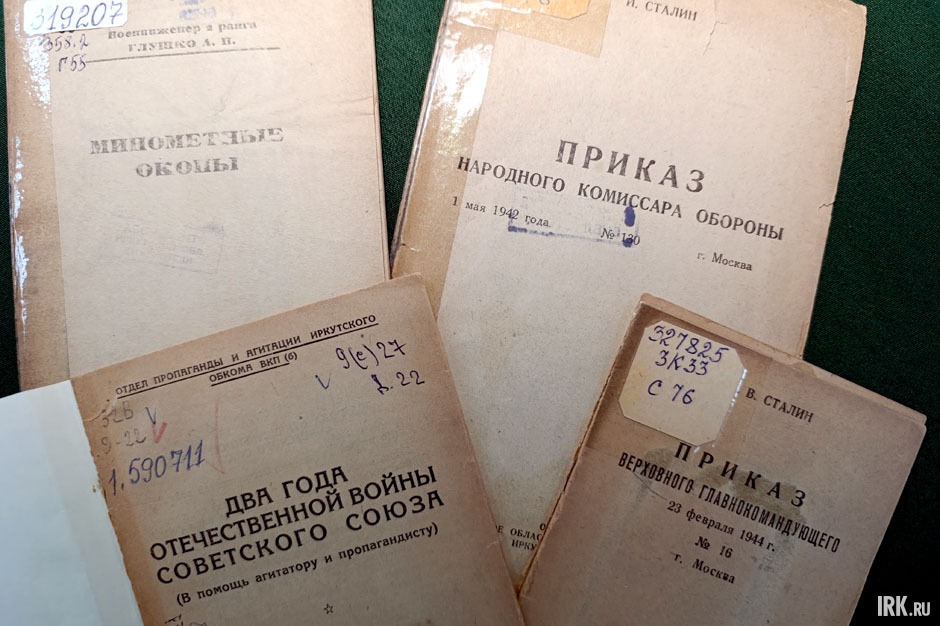 319207
358.2
Г55
Военинженер 2 ранга
ГЛУШКО А. П.
МИНОМЕТНЫЕ
ОКОПЫ
И. СТАЛИН
ПРИКАЗ
НАРОДНОГО КОМИССАРА ОБОРОНЫ
1 мая 1942 года
№ 130
г. Москва
ОТДЕЛ ПРОПАГАНДЫ И АГИТАЦИИ ИРКУТСКОГО
ОБКОМА ВКП(б)
9(с)27
Д. 22
32В
9-22
1.590711
ДВА ГОДА
ОТЕЧЕСТВЕННОЙ ВОЙНЫ
СОВЕТСКОГО СОЮЗА
(В помощь агитатору и пропагандисту)
327825
3К33
С 76
В. СТАЛИН
ПРИКАЗ
ВЕРХОВНОГО ГЛАВНОКОМАНДУЮЩЕГО
23 февраля 1944 г.
№ 16
г. Москва
IRK.RU